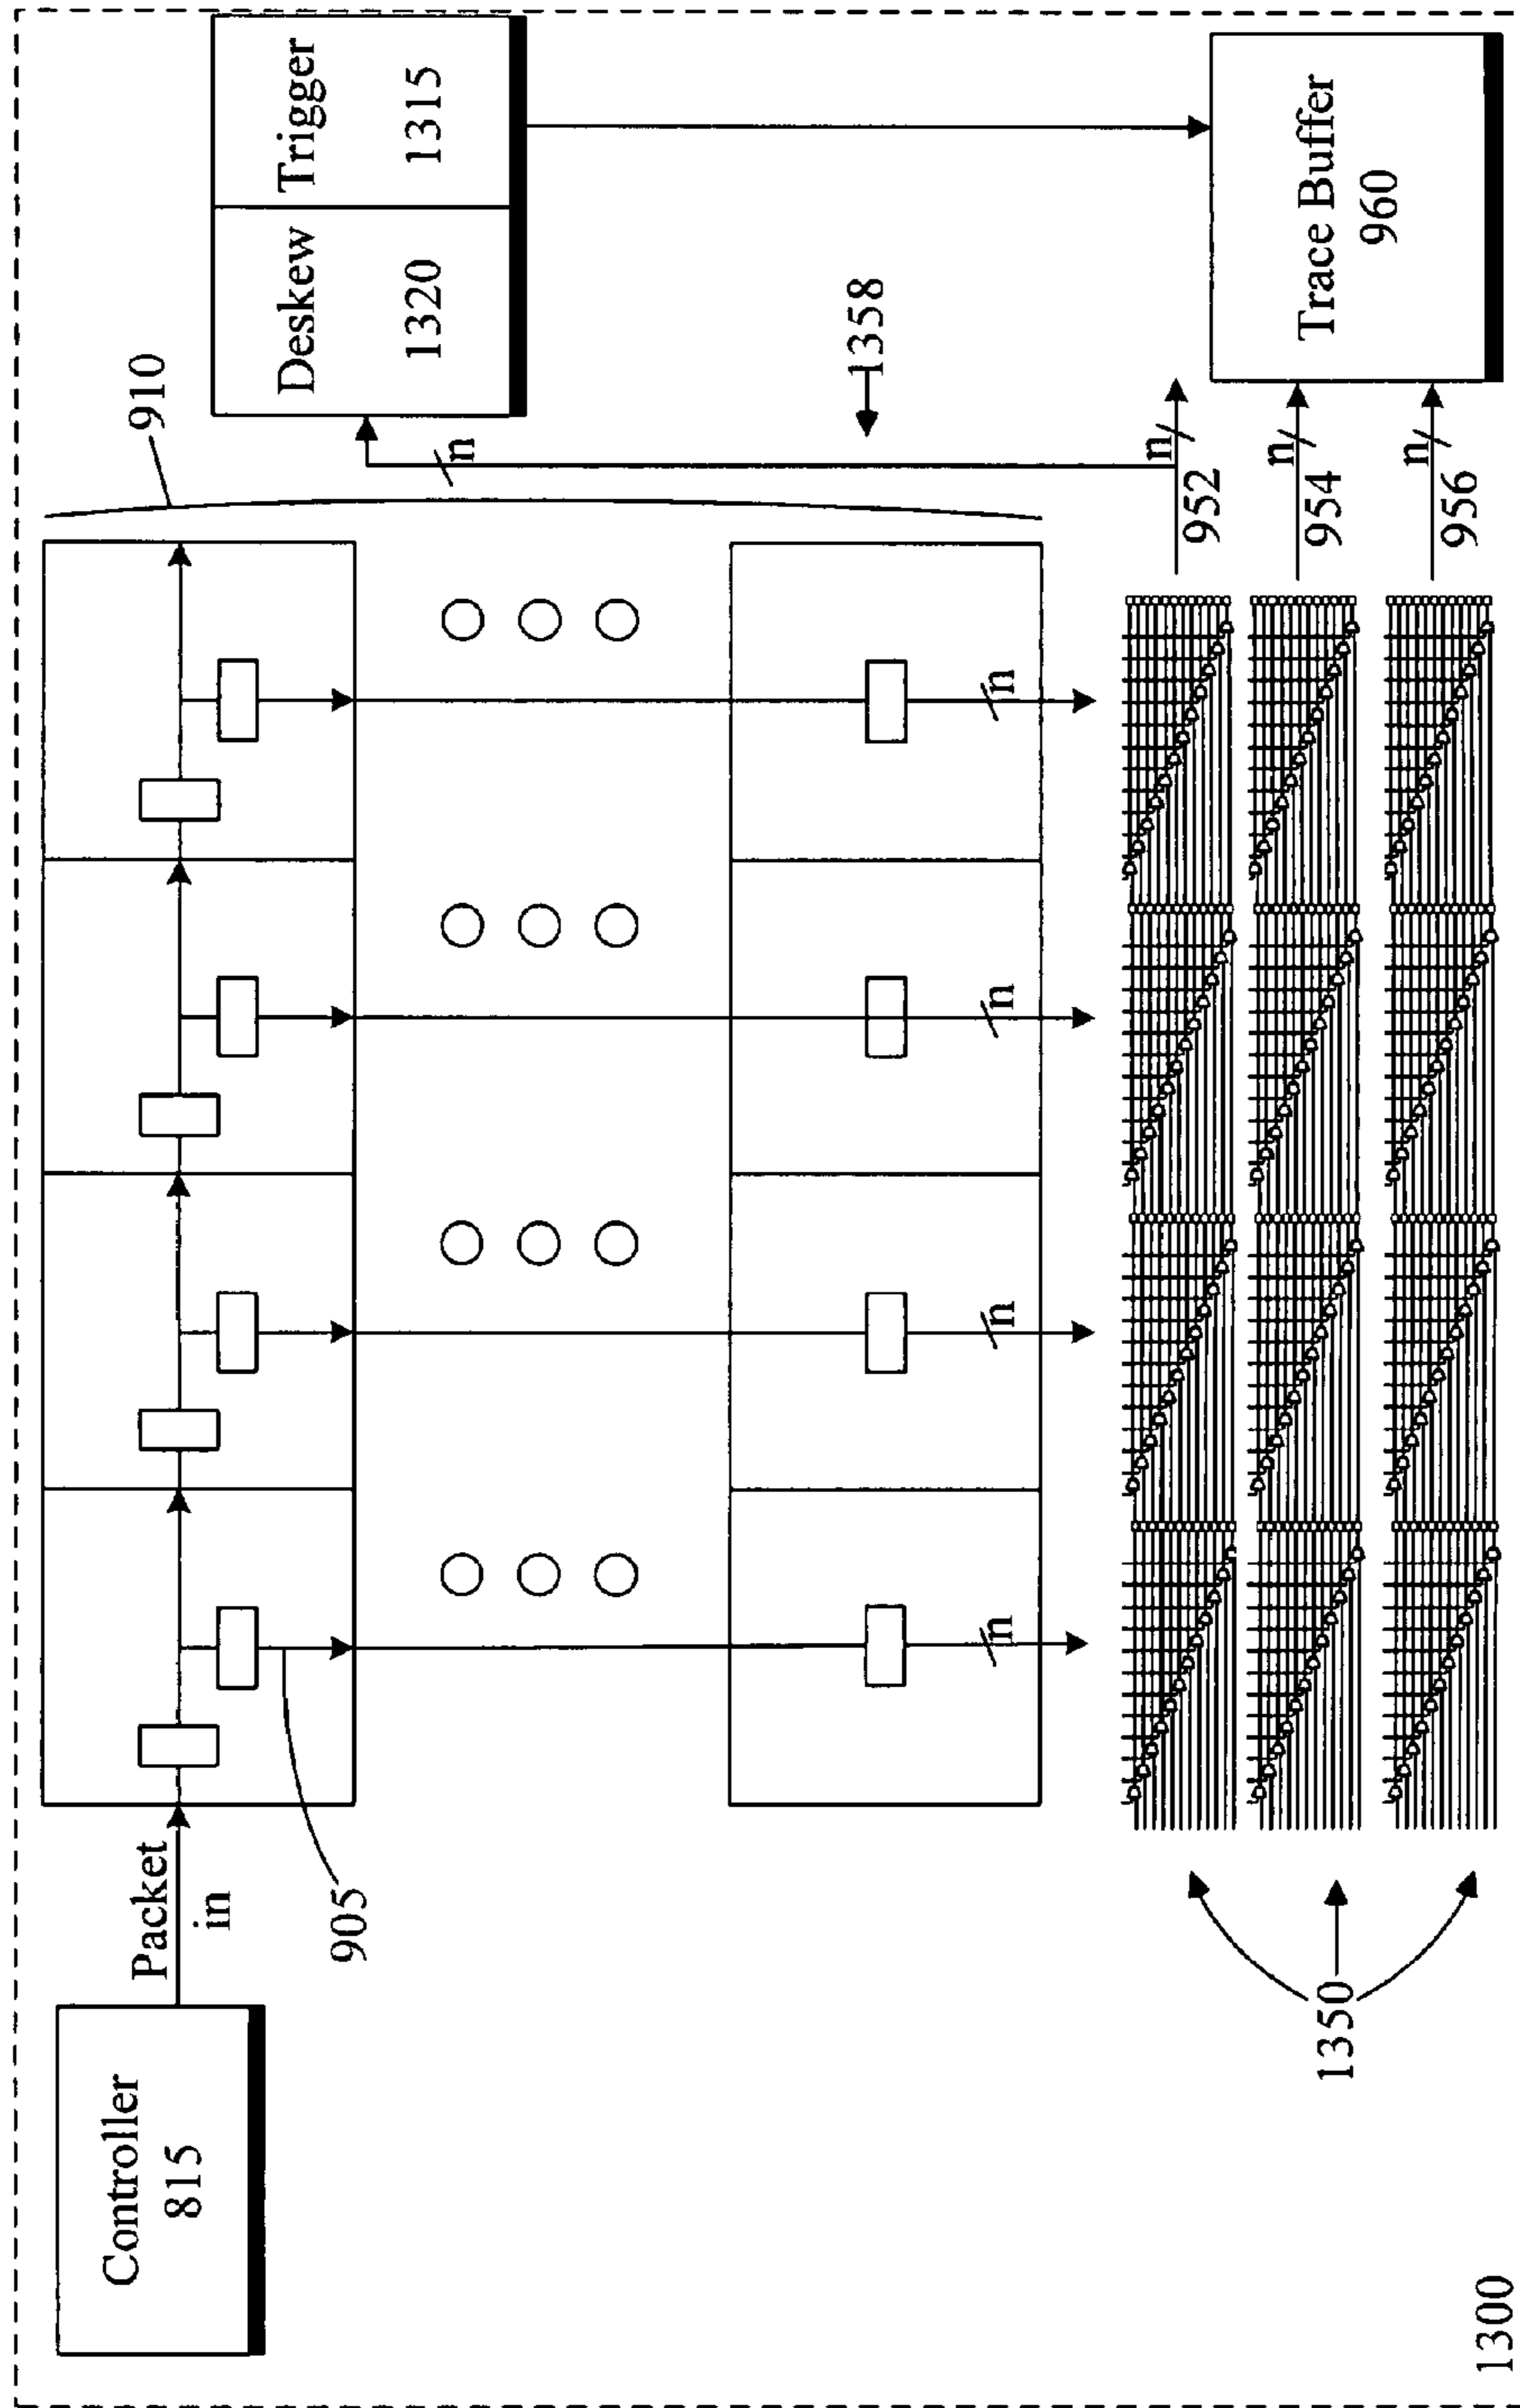 Controller
815
Packet
in
905
910
Deskew
1320
Trigger
1315
n
1358
n
n
n
n
n
952
n
954
n
956
Trace Buffer
960
1350
1300